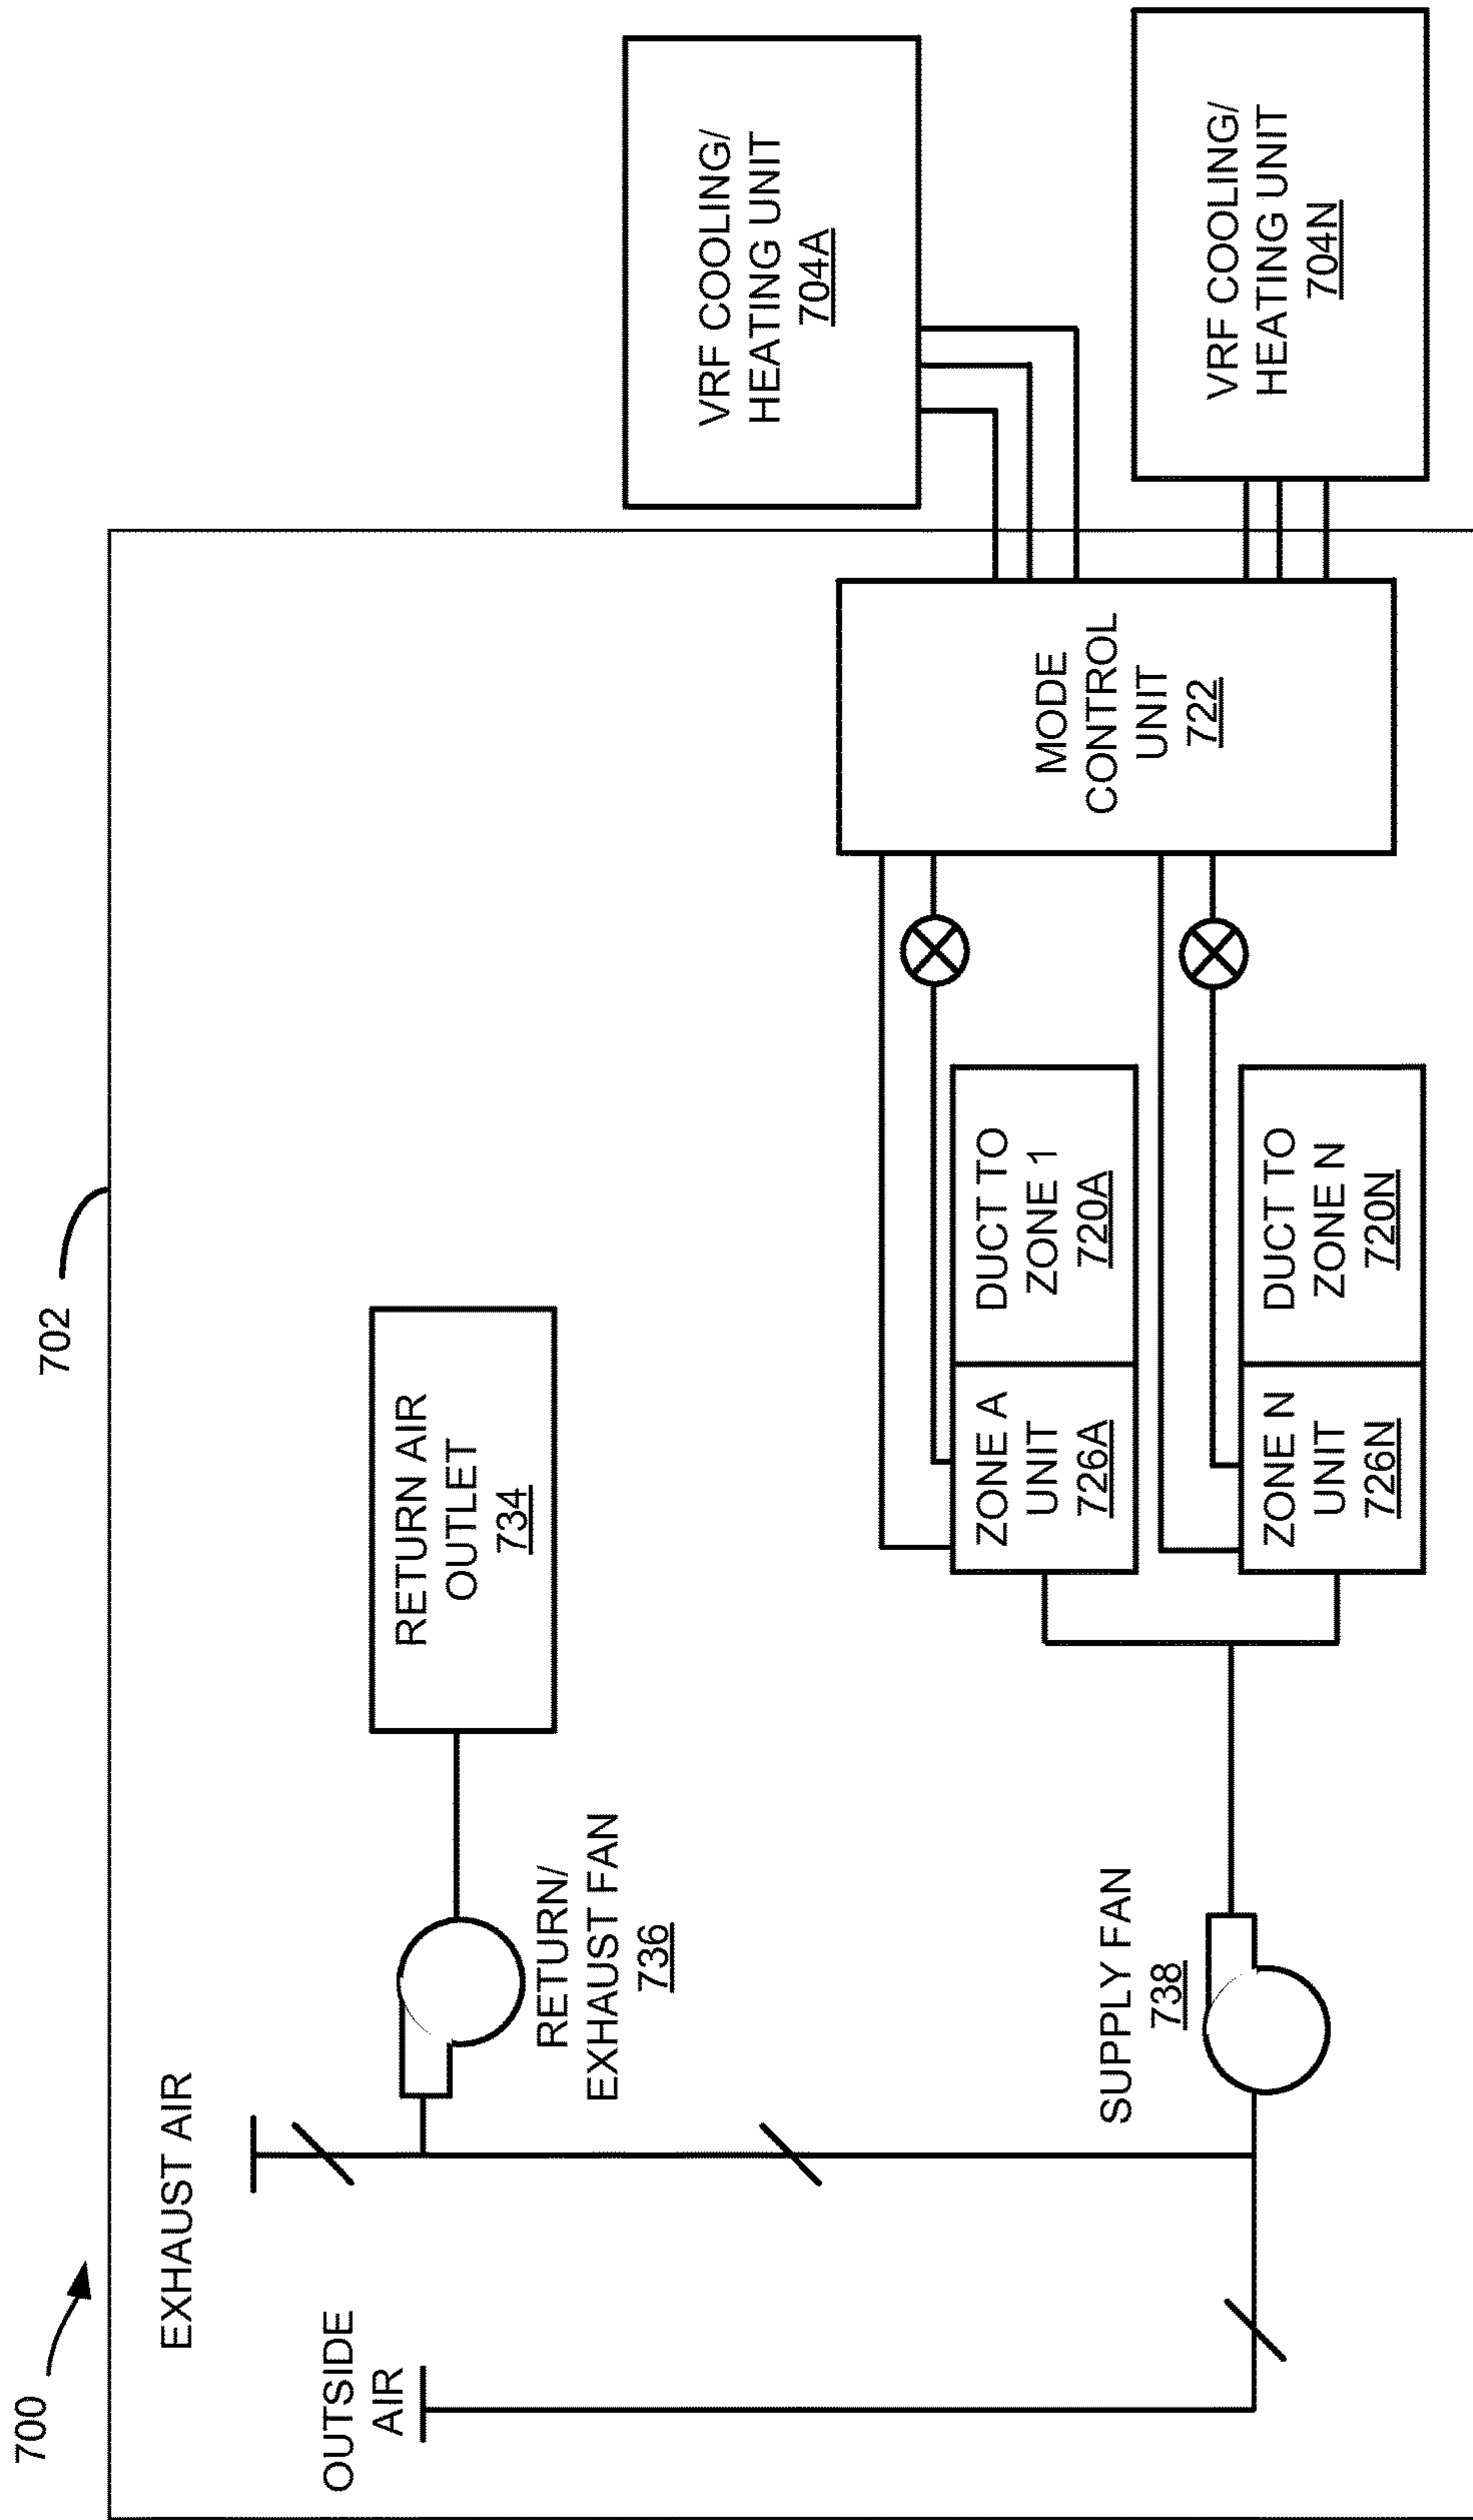 700
702
EXHAUST AIR
OUTSIDE
AIR
RETURN/
EXHAUST FAN
736
RETURN AIR
OUTLET
734
SUPPLY FAN
738
ZONE A
UNIT
726A
DUCT TO
ZONE 1
720A
ZONE N
UNIT
726N
DUCT TO
ZONE N
720N
MODE
CONTROL
UNIT
722
VRF COOLING/
HEATING UNIT
704A
VRF COOLING/
HEATING UNIT
704N